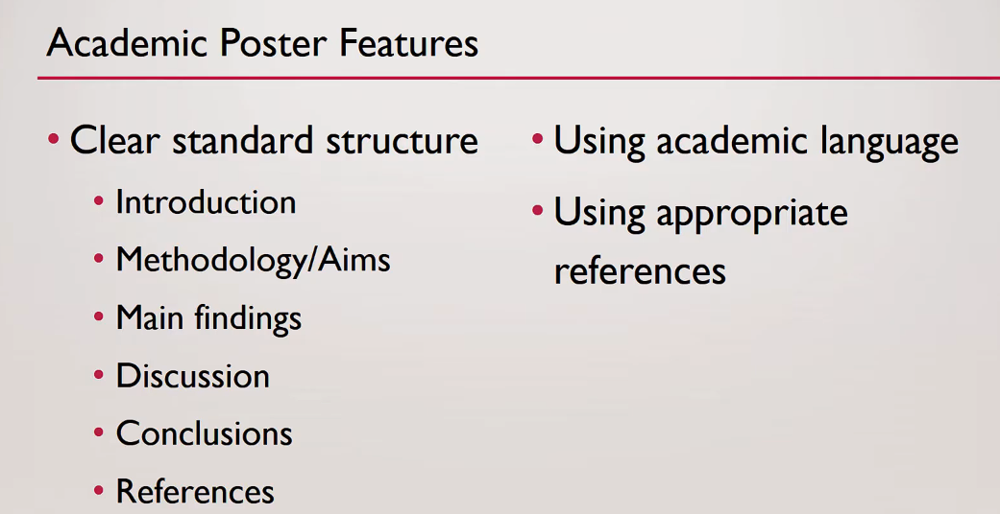 Academic Poster Features
• Clear standard structure
• Introduction
• Methodology/Aims
• Main findings
• Discussion
• Conclusions
• References
• Using academic language
• Using appropriate
references